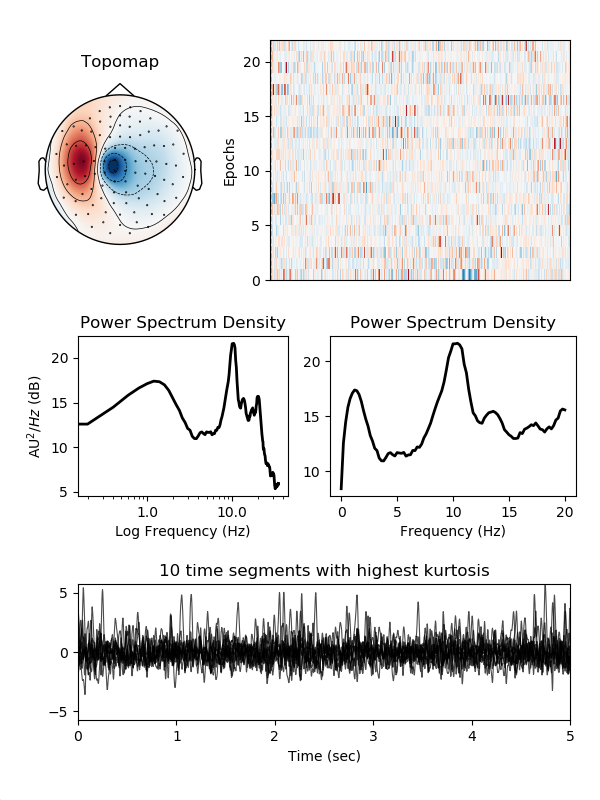 Topomap
Epochs
20
15
10
5
0
Power Spectrum Density
AU²/Hz (dB)
20
15
10
5
1.0 10.0
Log Frequency (Hz)
Power Spectrum Density
20
15
10
0 5 10 15 20
Frequency (Hz)
10 time segments with highest kurtosis
5
0
−5
0 1 2 3 4 5
Time (sec)